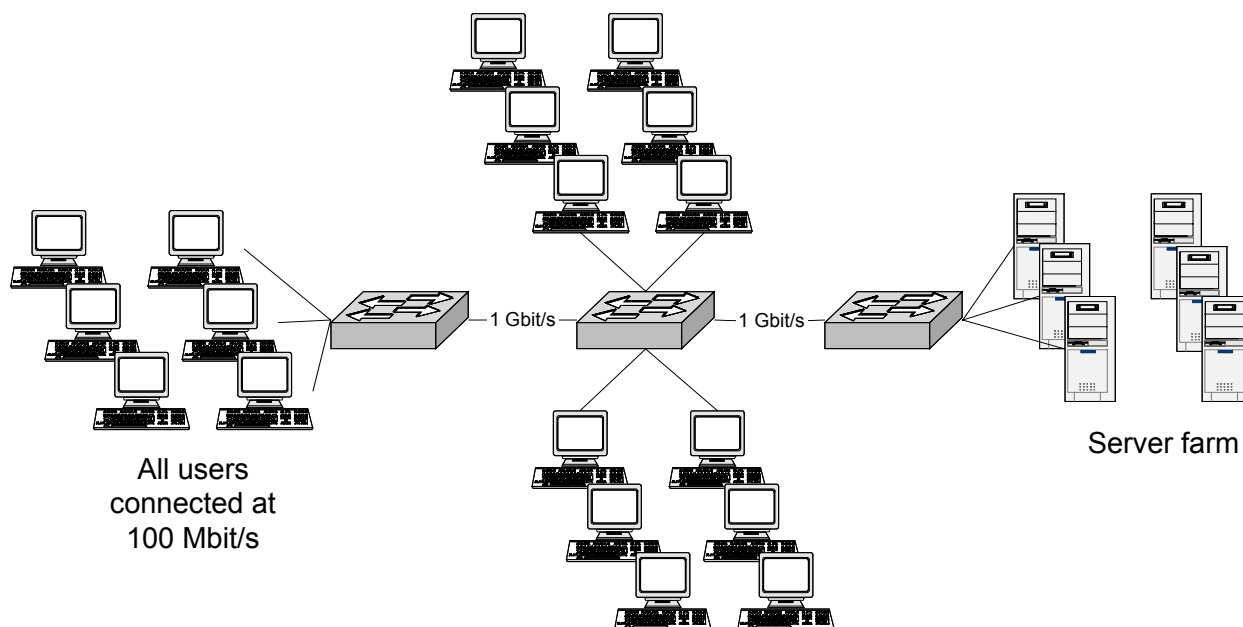 1 Gbit/s
1 Gbit/s
Server farm
All users
connected at
100 Mbit/s